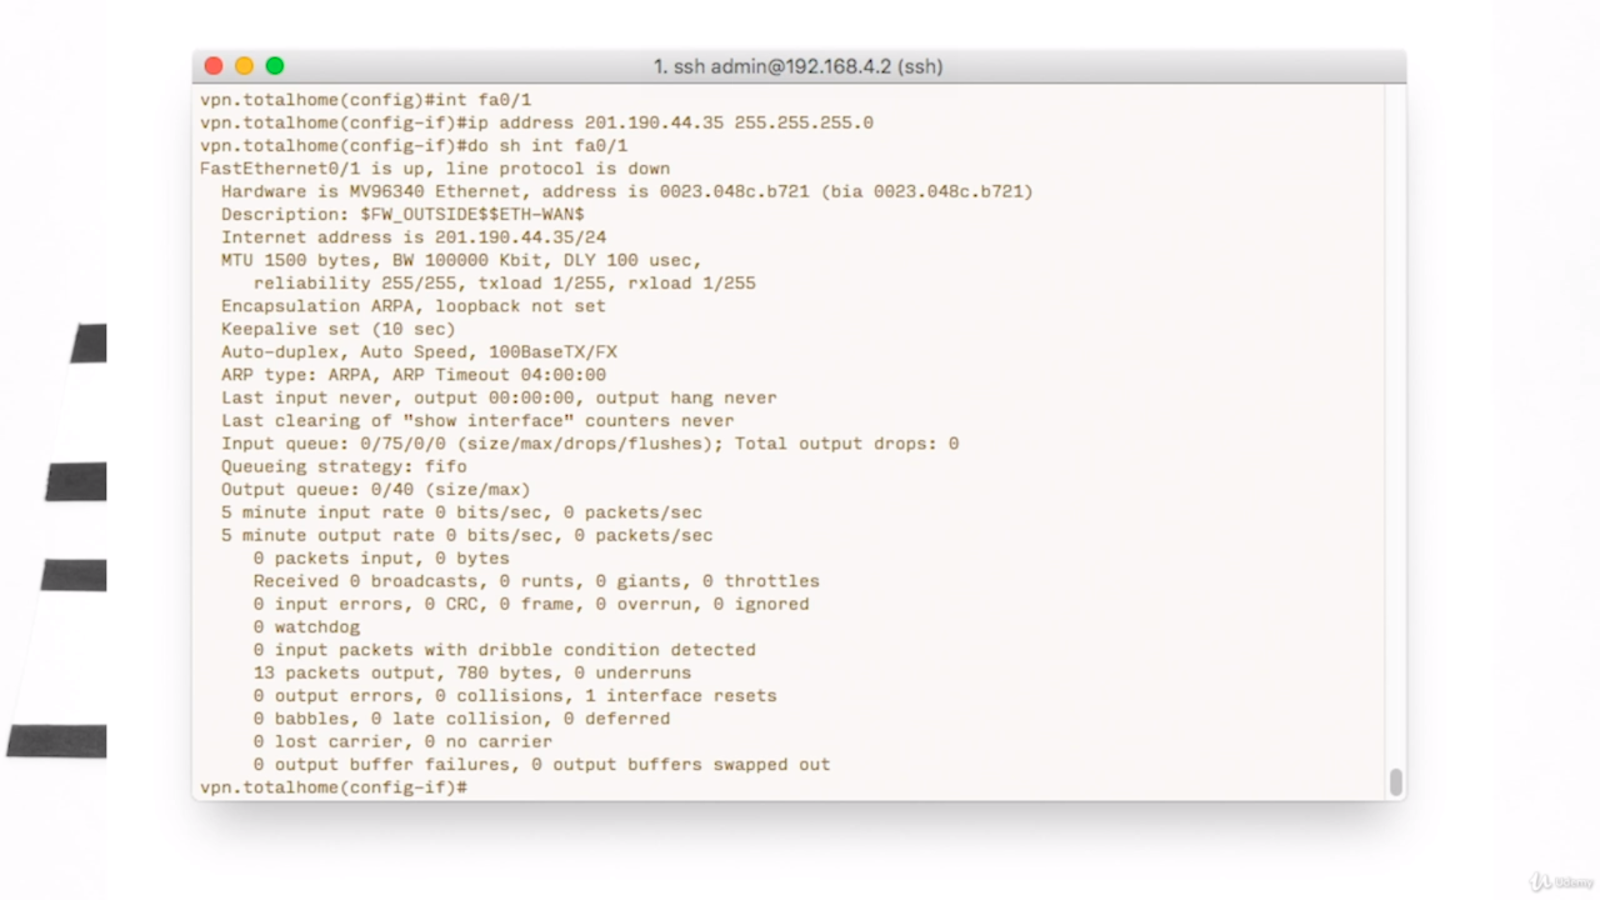 1. ssh admin@192.168.4.2 (ssh)
vpn.totalhome(config)#int fa0/1
vpn.totalhome(config-if)#ip address 201.190.44.35 255.255.255.0
vpn.totalhome(config-if)#do sh int fa0/1
FastEthernet0/1 is up, line protocol is down
Hardware is MV96340 Ethernet, address is 0023.048c.b721 (bia 0023.048c.b721)
Description: $FW_OUTSIDE$$ETH-WAN$
Internet address is 201.190.44.35/24
MTU 1500 bytes, BW 100000 Kbit, DLY 100 usec,
reliability 255/255, txload 1/255, rxload 1/255
Encapsulation ARPA, loopback not set
Keepalive set (10 sec)
Auto-duplex, Auto Speed, 100BaseTX/FX
ARP type: ARPA, ARP Timeout 04:00:00
Last input never, output 00:00:00, output hang never
Last clearing of "show interface" counters never
Input queue: 0/75/0/0 (size/max/drops/flushes); Total output drops: 0
Queueing strategy: fifo
Output queue: 0/40 (size/max)
5 minute input rate 0 bits/sec, 0 packets/sec
5 minute output rate 0 bits/sec, 0 packets/sec
0 packets input, 0 bytes
Received 0 broadcasts, 0 runts, 0 giants, 0 throttles
0 input errors, 0 CRC, 0 frame, 0 overrun, 0 ignored
0 watchdog
0 input packets with dribble condition detected
13 packets output, 780 bytes, 0 underruns
0 output errors, 0 collisions, 1 interface resets
0 babbles, 0 late collision, 0 deferred
0 lost carrier, 0 no carrier
0 output buffer failures, 0 output buffers swapped out
vpn.totalhome(config-if)#
Udemy